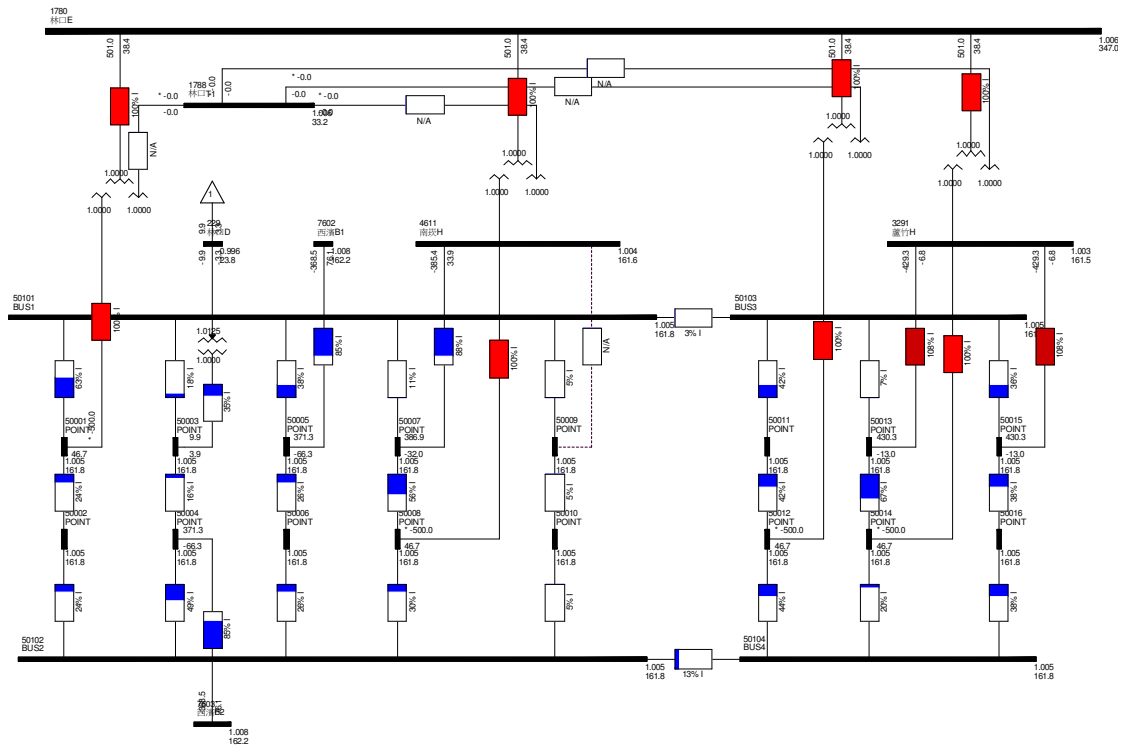 1780
林口E
1.006
347.0
501.0
38.4
501.0
38.4
501.0
38.4
501.0
38.4
100% I
100% I
100% I
100% I
1788
* -0.0
-0.0
-0.0
* -0.0
-0.0
* -0.0
33.2
N/A
N/A
N/A
N/A
1.0000
1.0000
1.0000
1.0000
1.0000
1.0000
1.0000
1.0000
1.0000
1.0000
1.0000
1.0000
1
9.9
-9.9
0.996
23.8
7602
西濱B1
1.008
162.2
-368.5
4611
南崁H
1.004
161.6
-385.4
33.9
3291
蘆竹H
1.003
161.5
-429.3
-6.8
-429.3
-6.8
50101
BUS1
1.005
161.8
3% I
50103
BUS3
100% I
1.0125
1.0000
85% I
88% I
100% I
N/A
100% I
108% I
100% I
108% I
63% I
18% I
35% I
38% I
11% I
5% I
42% I
7% I
36% I
50001
POINT
* -500.0
46.7
1.005
161.8
50003
POINT
9.9
3.9
1.005
161.8
50005
POINT
371.3
-66.3
1.005
161.8
50007
POINT
386.9
-32.0
1.005
161.8
50009
POINT
1.005
161.8
50011
POINT
1.005
161.8
50013
POINT
430.3
-13.0
1.005
161.8
50015
POINT
430.3
-13.0
1.005
161.8
24% I
16% I
26% I
56% I
5% I
42% I
67% I
38% I
50002
POINT
1.005
161.8
50004
POINT
371.3
-66.3
1.005
161.8
50006
POINT
1.005
161.8
50008
POINT
* -500.0
46.7
1.005
161.8
50010
POINT
1.005
161.8
50012
POINT
* -500.0
46.7
1.005
161.8
50014
POINT
* -500.0
46.7
1.005
161.8
50016
POINT
1.005
161.8
24% I
49% I
85% I
26% I
30% I
5% I
44% I
20% I
38% I
50102
BUS2
1.005
161.8
13% I
50104
BUS4
1.005
161.8
西濱B2
1.008
162.2